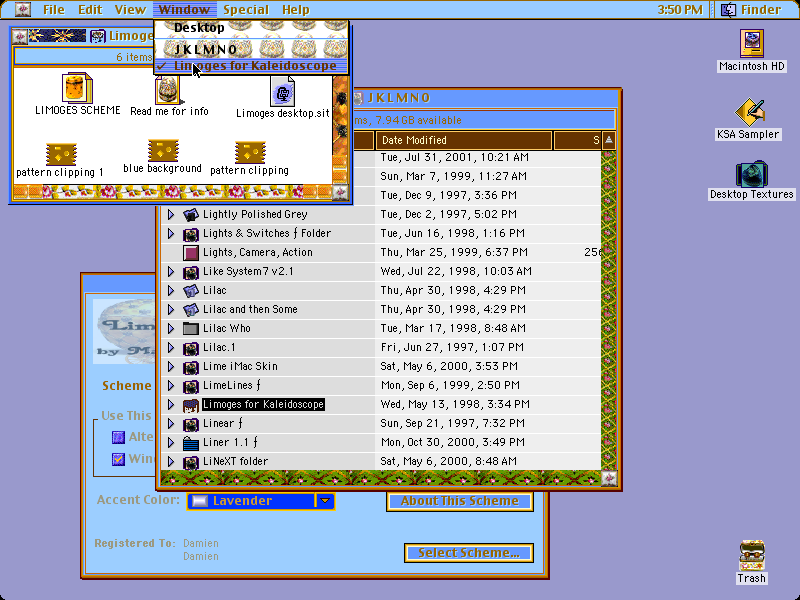 File Edit View Window Special Help 3:50 PM Finder
Desktop
JKLMNO
✓ Limoges for Kaleidoscope
Limoge
6 items
LIMOGES SCHEME
Read me for info
Limoges desktop.sit
pattern clipping 1
blue background
pattern clipping
Macintosh HD
KSA Sampler
Desktop Textures
Trash
JKLMNO
ms, 7.94 GB available
Date Modified S
Tue, Jul 31, 2001, 10:21 AM
Sun, Mar 7, 1999, 11:27 AM
Tue, Dec 9, 1997, 3:36 PM
Lightly Polished Grey Tue, Dec 2, 1997, 5:02 PM
Lights & Switches ƒ Folder Tue, Jun 16, 1998, 1:16 PM
Lights, Camera, Action Thu, Mar 25, 1999, 6:37 PM 256
Like System7 v2.1 Wed, Jul 22, 1998, 10:03 AM
Lilac Thu, Apr 30, 1998, 4:29 PM
Lilac and then Some Thu, Apr 30, 1998, 4:29 PM
Lilac Who Tue, Mar 17, 1998, 8:48 AM
Lilac.1 Fri, Jun 27, 1997, 1:07 PM
Lime iMac Skin Sat, May 6, 2000, 3:53 PM
LimeLines ƒ Mon, Sep 6, 1999, 2:50 PM
Limoges for Kaleidoscope Wed, May 13, 1998, 3:34 PM
Linear ƒ Sun, Sep 21, 1997, 7:32 PM
Liner 1.1 ƒ Mon, Oct 30, 2000, 3:49 PM
LiNeXT folder Sat, May 6, 2000, 8:48 AM
Lim
by M
Scheme
Use This
Alte
Win
Accent Color: Lavender
About This Scheme
Registered To: Damien
Damien
Select Scheme...